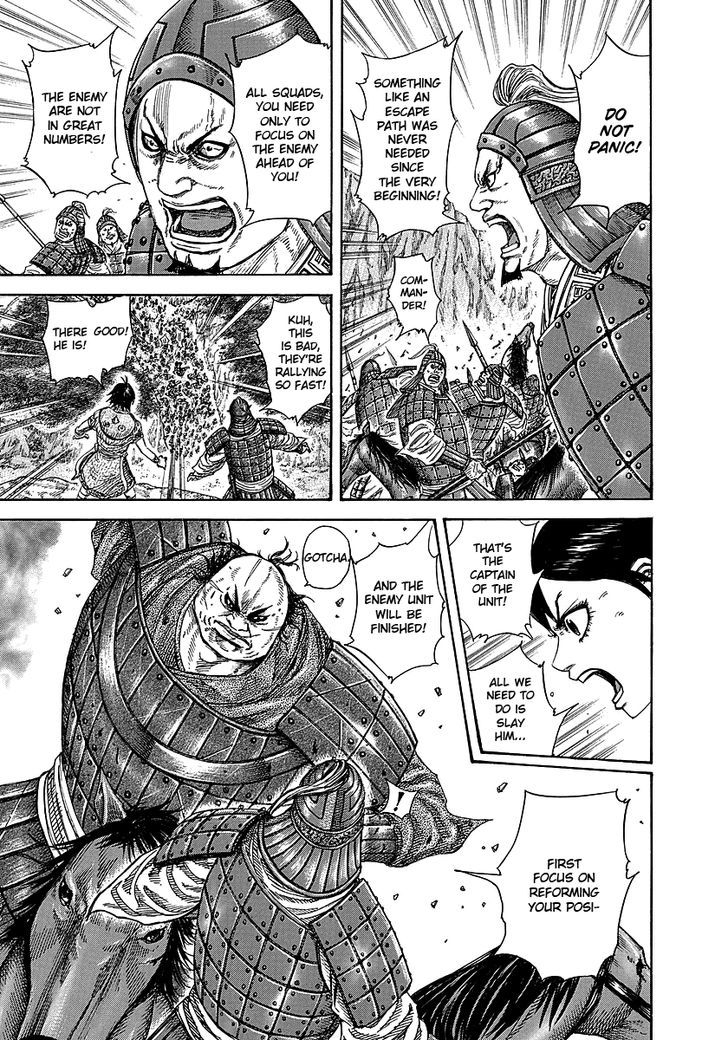 DO NOT
PANIC!
SOMETHING
LIKE AN
ESCAPE
PATH WAS
NEVER
NEEDED
SINCE
THE VERY
BEGINNING!
COM-
MAN-
DER!
ALL SQUADS,
YOU NEED
ONLY TO
FOCUS ON
THE ENEMY
AHEAD OF
YOU!
THE ENEMY
ARE NOT
IN GREAT
NUMBERS!
KUH,
THIS
IS BAD,
THEY'RE
RALLYING
SO FAST!
THERE GOOD!
HE IS!
THAT'S
THE
CAPTAIN
OF THE
UNIT!
ALL WE
NEED TO
DO IS
SLAY
HIM...
AND THE
ENEMY UNIT
WILL BE
FINISHED!
GOTCHA.
!
FIRST
FOCUS ON
REFORMING
YOUR POSI-